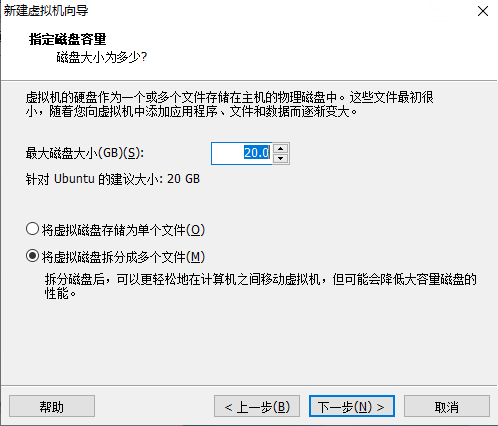 新建虚拟机向导
指定磁盘容量
磁盘大小为多少?
虚拟机的硬盘作为一个或多个文件存储在主机的物理磁盘中。这些文件最初很
小，随着您向虚拟机中添加应用程序、文件和数据而逐渐变大。
最大磁盘大小(GB)(S): 20.0
针对 Ubuntu 的建议大小: 20 GB
将虚拟磁盘存储为单个文件(O)
将虚拟磁盘拆分成多个文件(M)
拆分磁盘后，可以更轻松地在计算机之间移动虚拟机，但可能会降低大容量磁盘的
性能。
帮助 < 上一步(B) 下一步(N) > 取消